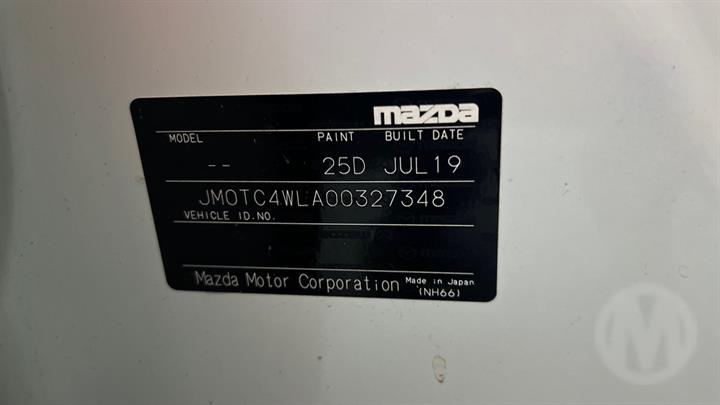 mazda
MODEL PAINT BUILT DATE
-- 25D JUL19
JM0TC4WLA00327348
VEHICLE ID.NO.
Mazda Motor Corporation Made in Japan
(NH66)
M